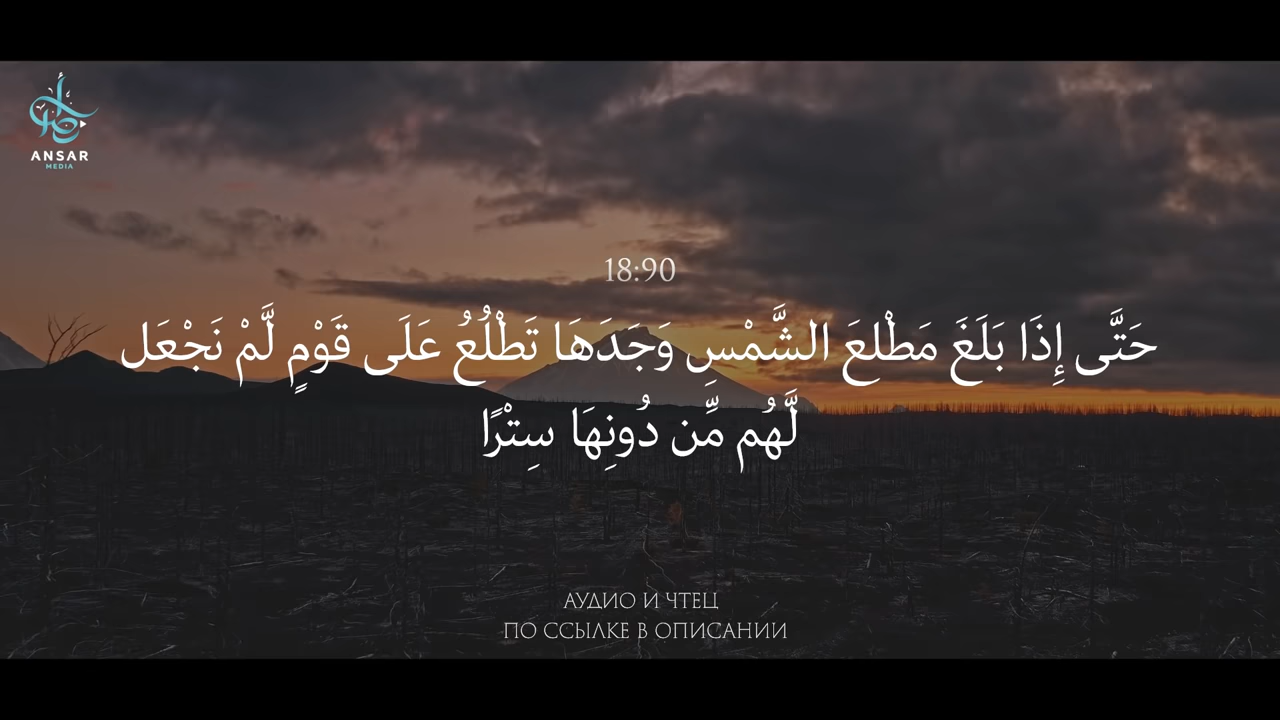 ANSAR
MEDIA
18:90
حَتَّى إِذَا بَلَغَ مَطْلِعَ الشَّمْسِ وَجَدَهَا تَطْلُعُ عَلَى قَوْمٍ لَّمْ نَجْعَل
لَّهُم مِّن دُونِهَا سِتْرًا
АУДИО И ЧТЕЦ
ПО ССЫЛКЕ В ОПИСАНИИ